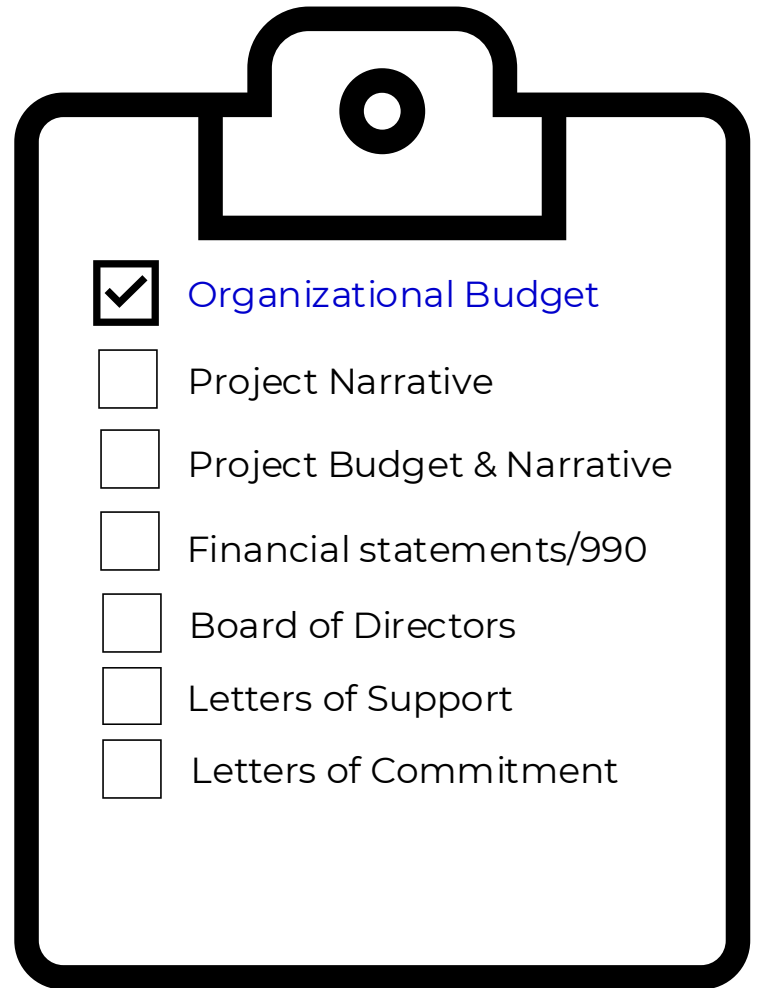 Organizational Budget
Project Narrative
Project Budget & Narrative
Financial statements/990
Board of Directors
Letters of Support
Letters of Commitment